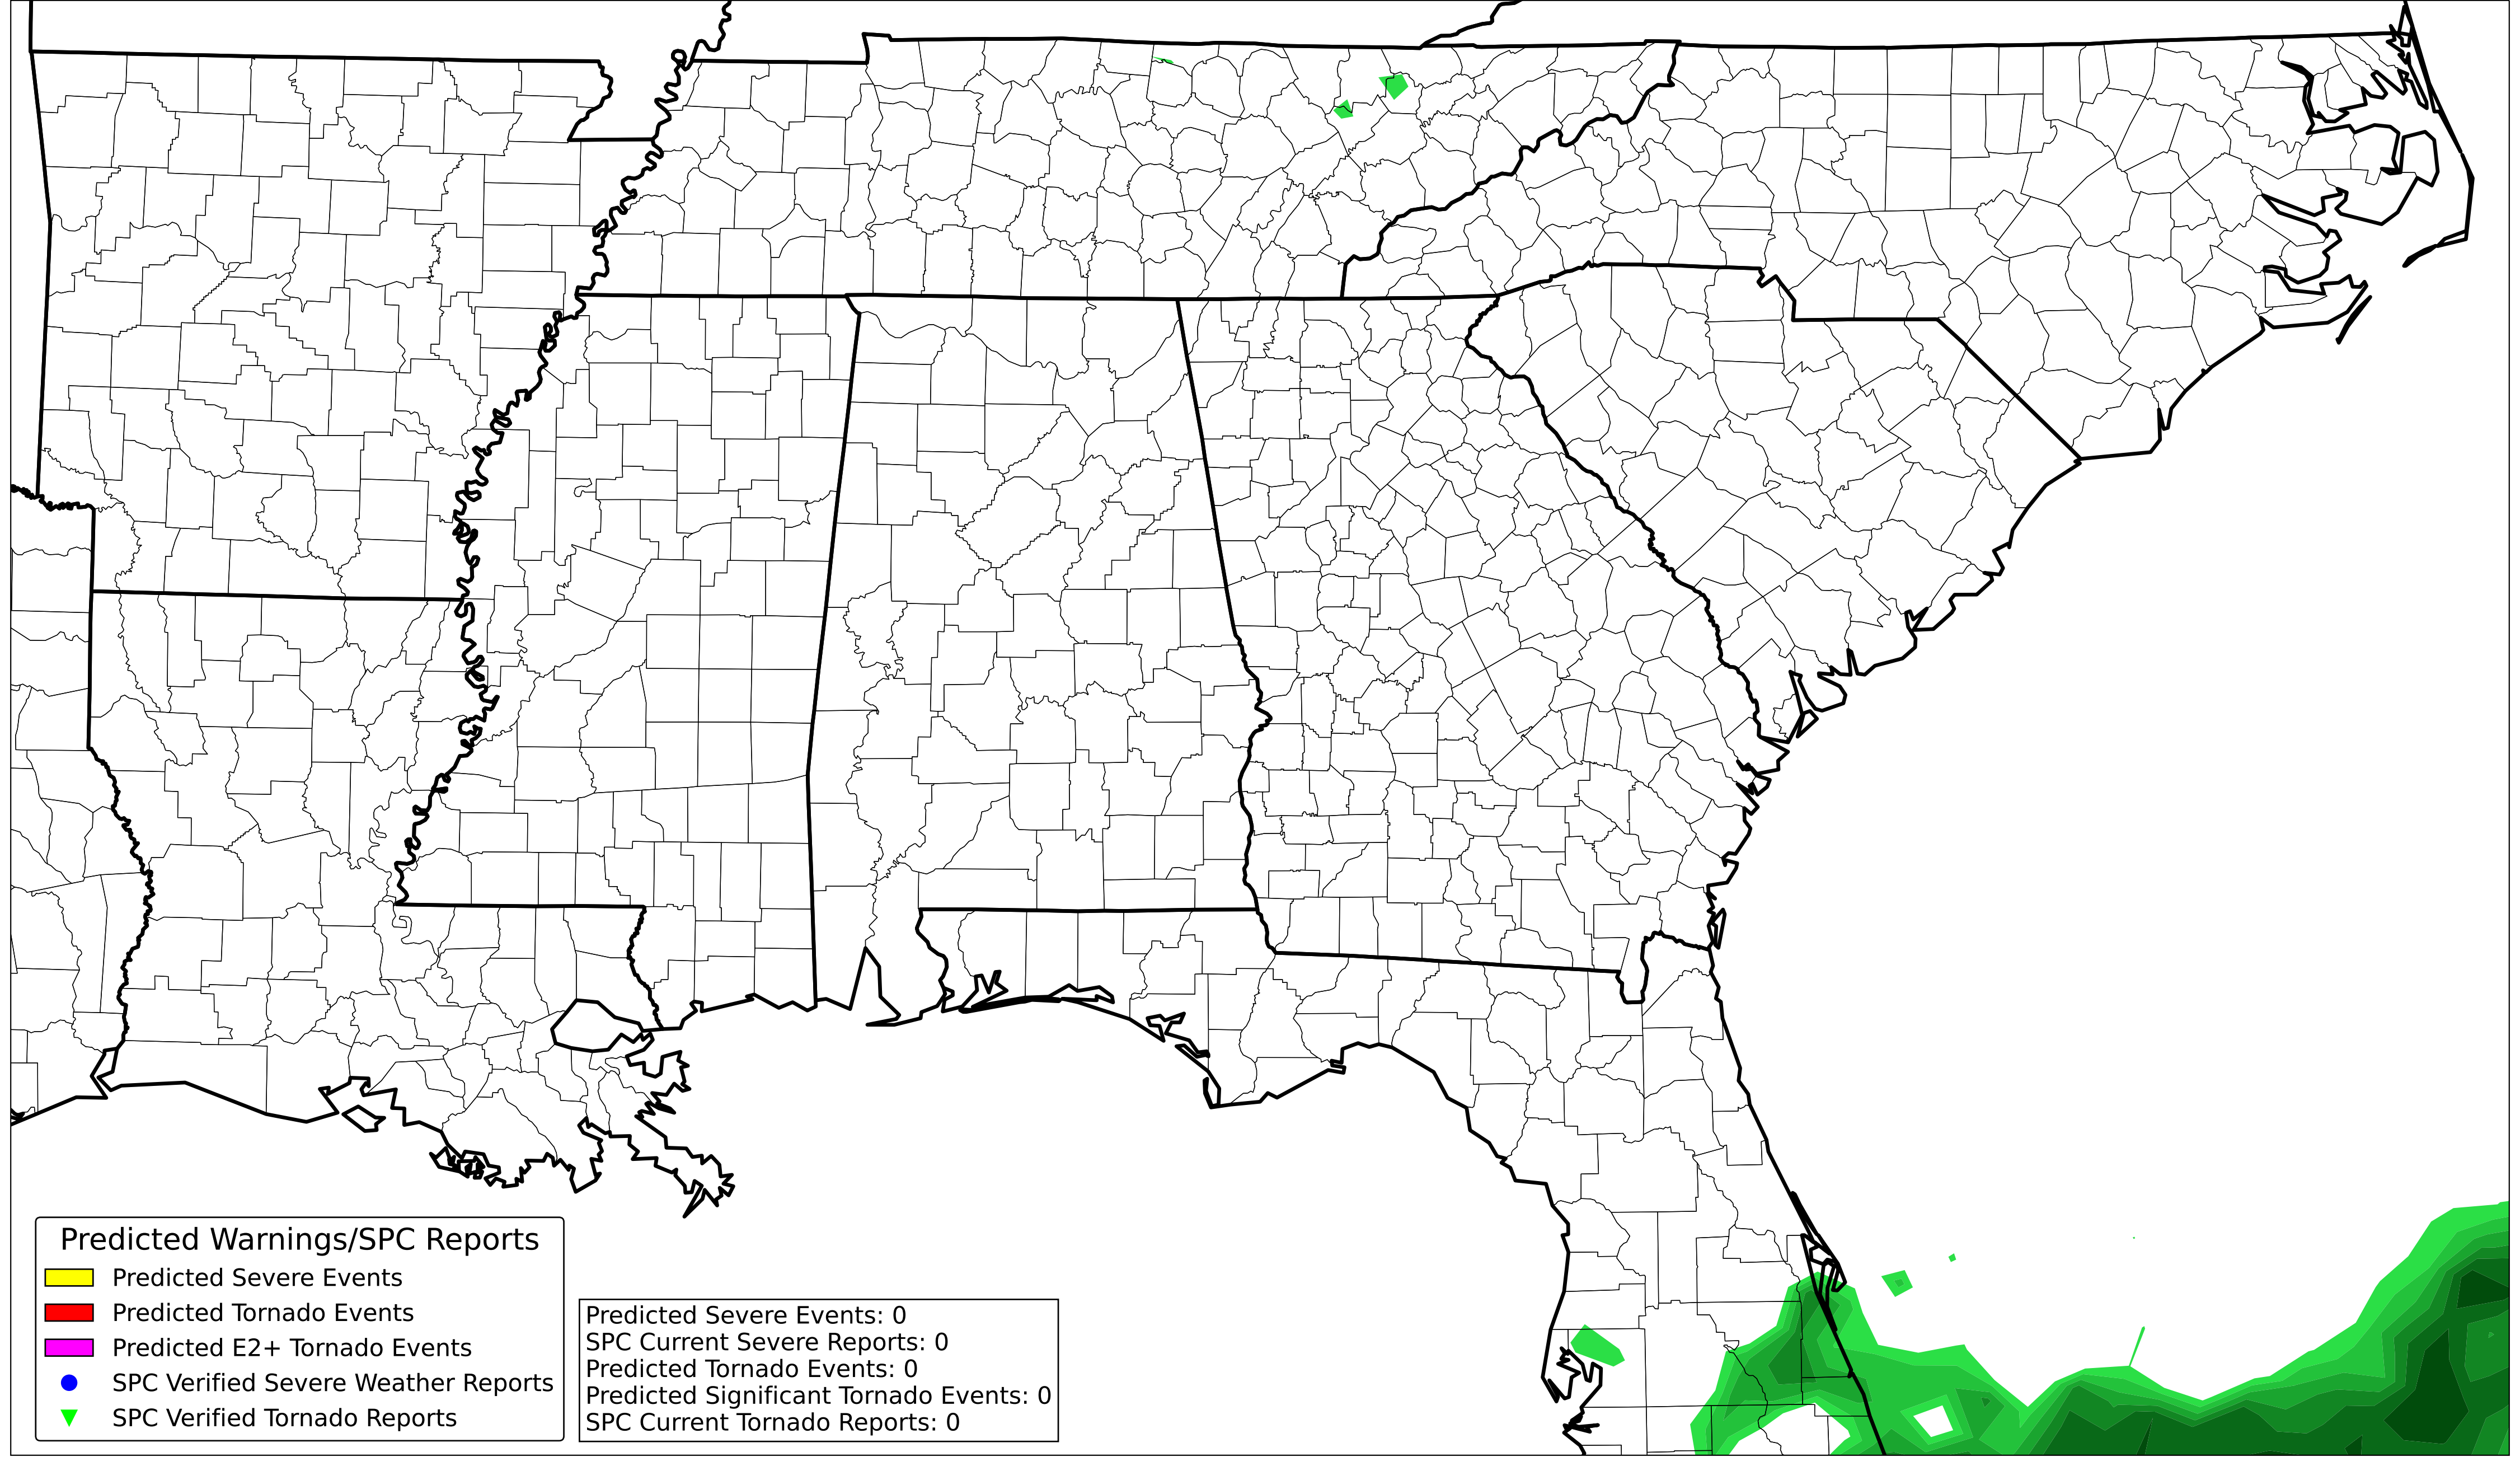 Predicted Warnings/SPC Reports
Predicted Severe Events
Predicted Tornado Events
Predicted E2+ Tornado Events
SPC Verified Severe Weather Reports
SPC Verified Tornado Reports
Predicted Severe Events: 0
SPC Current Severe Reports: 0
Predicted Tornado Events: 0
Predicted Significant Tornado Events: 0
SPC Current Tornado Reports: 0